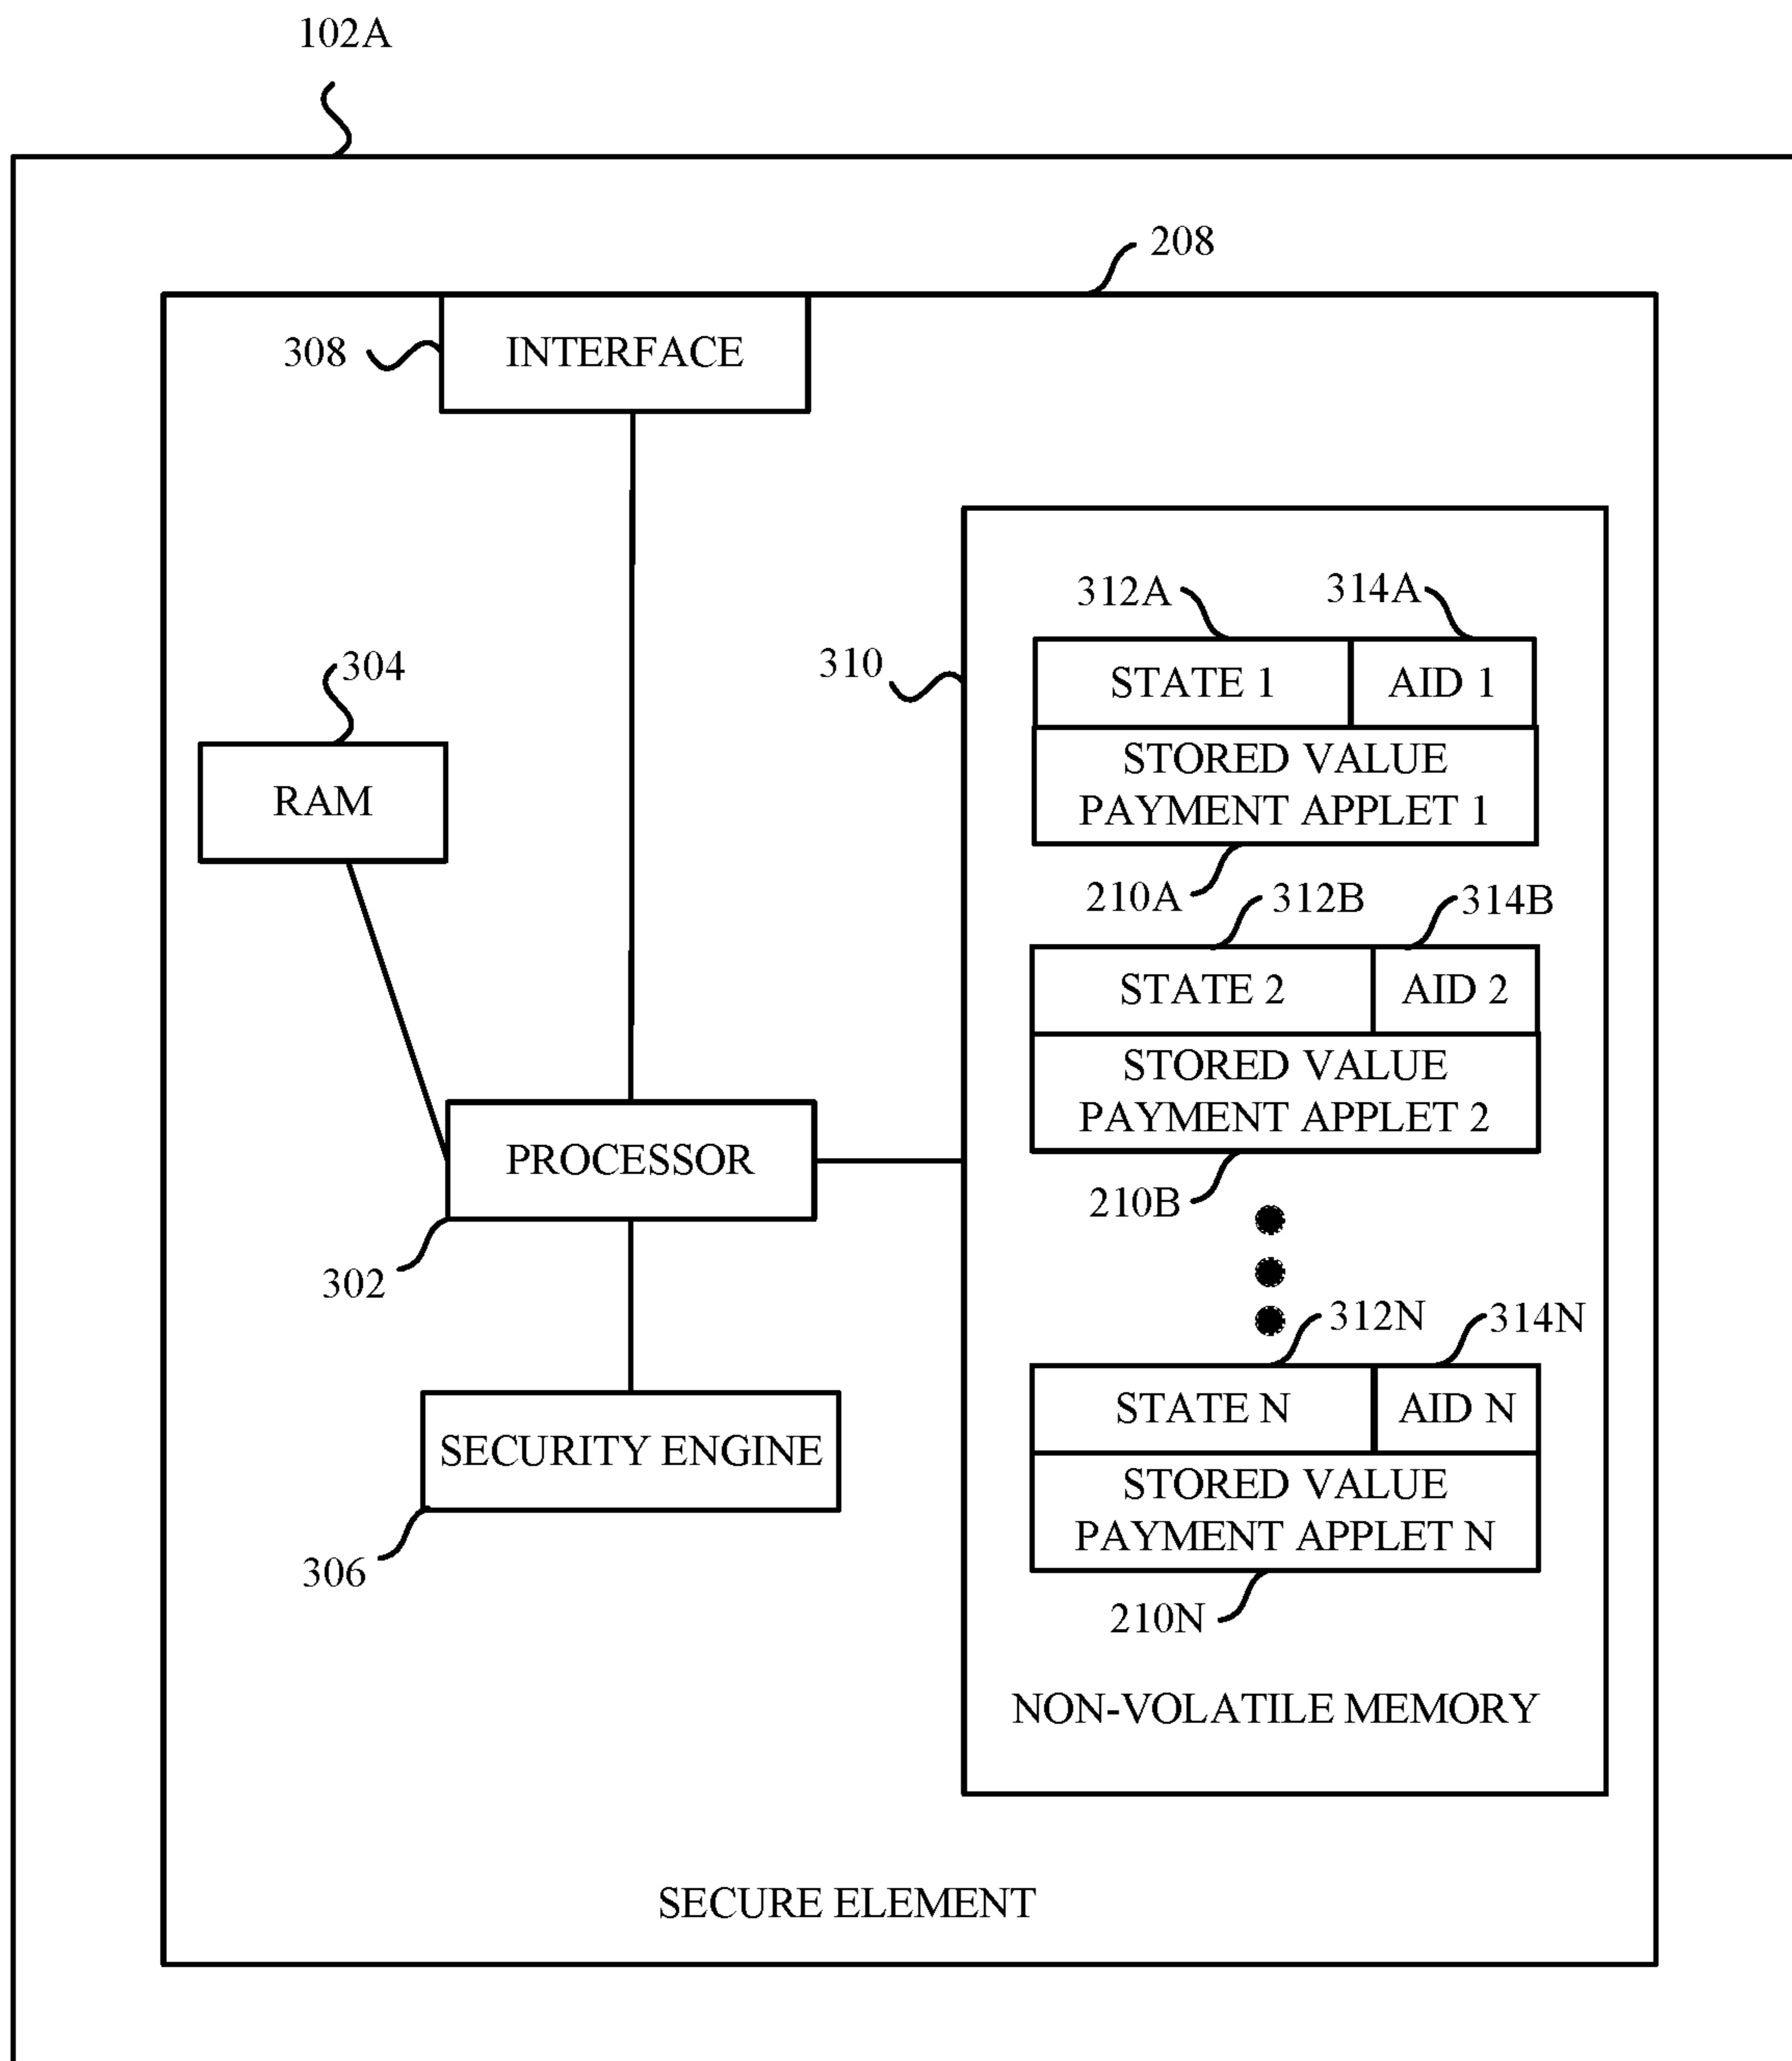 102A
208
308
INTERFACE
312A
314A
304
310
STATE 1
AID 1
RAM
STORED VALUE
PAYMENT APPLET 1
210A
312B
314B
STATE 2
AID 2
STORED VALUE
PAYMENT APPLET 2
PROCESSOR
210B
302
312N
314N
STATE N
AID N
SECURITY ENGINE
STORED VALUE
PAYMENT APPLET N
306
210N
NON-VOLATILE MEMORY
SECURE ELEMENT